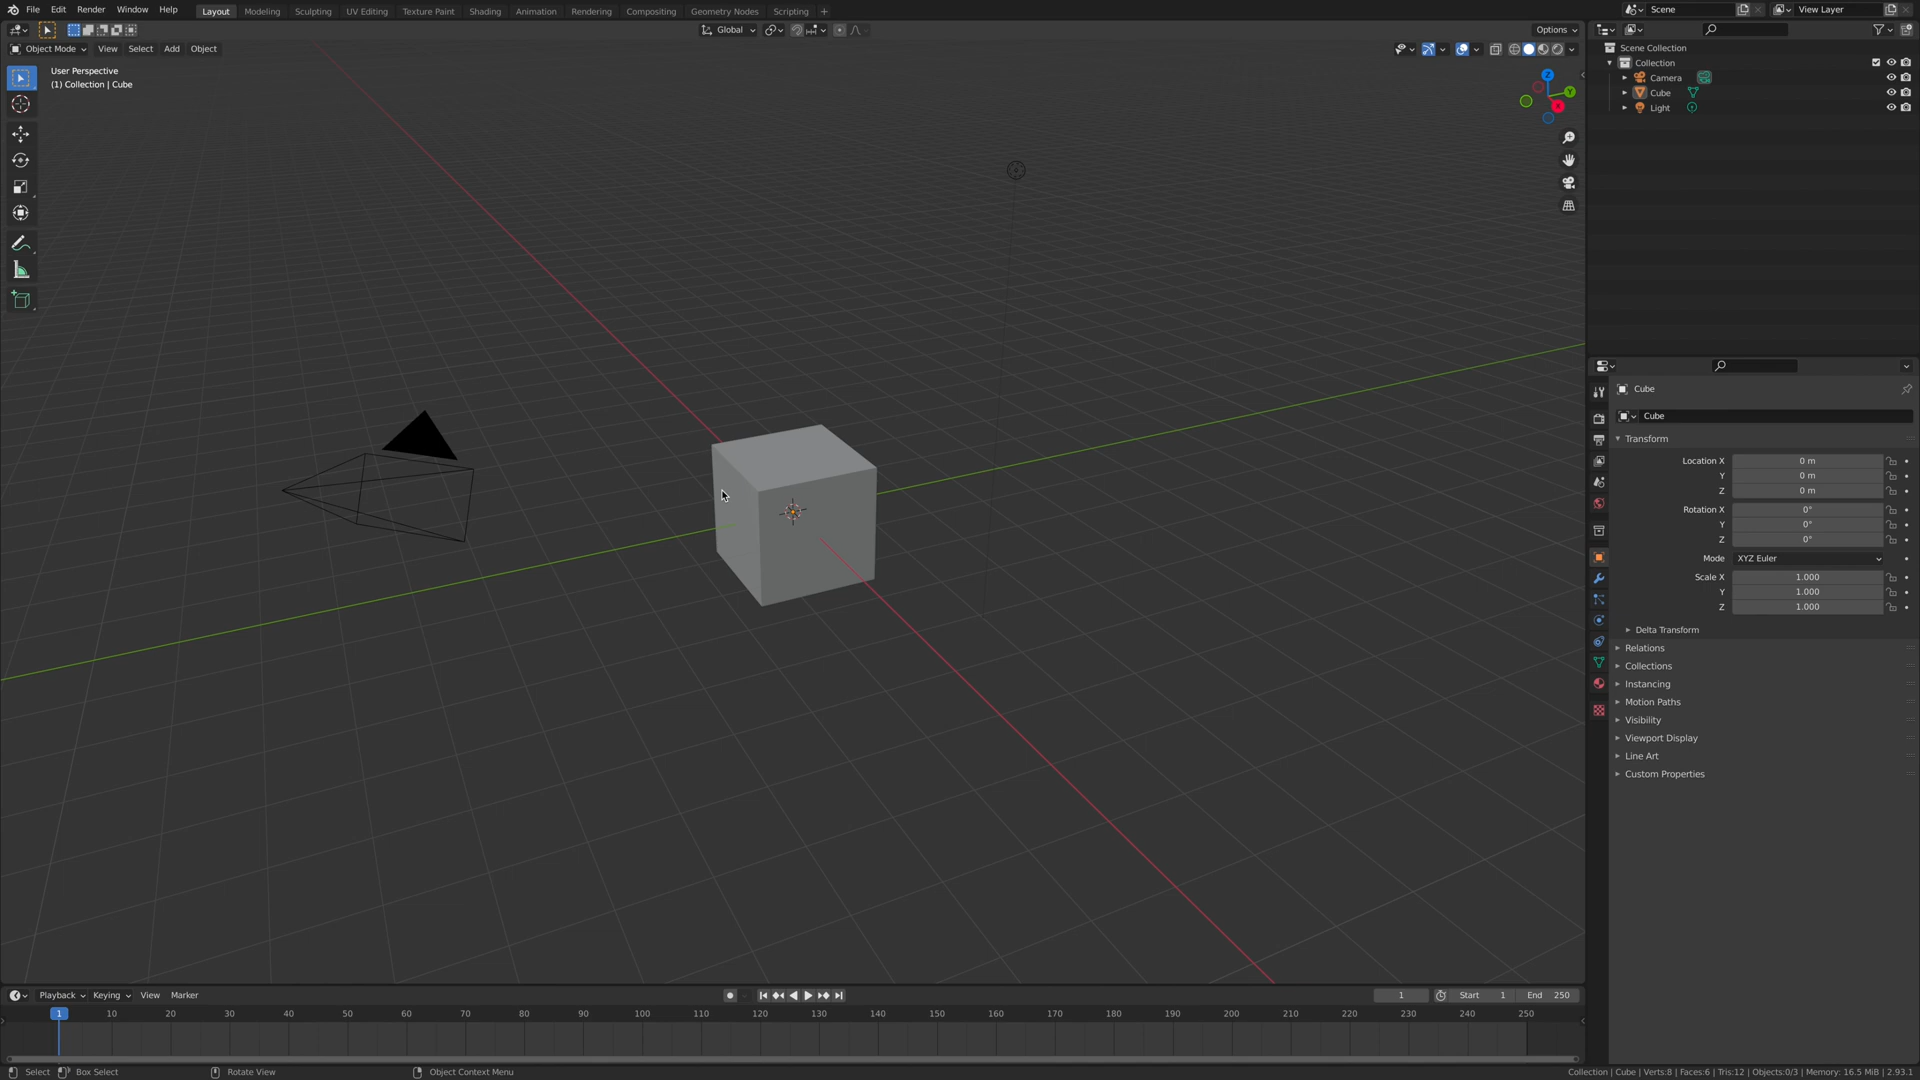 File Edit Render Window Help Layout Modeling Sculpting UV Editing Texture Paint Shading Animation Rendering Compositing Geometry Nodes Scripting + Scene View Layer
Global Options
Object Mode View Select Add Object
User Perspective
(1) Collection | Cube
Z
Y
X
Scene Collection
Collection
Camera
Cube
Light
Cube
Cube
Transform
Location X 0 m
Y 0 m
Z 0 m
Rotation X 0°
Y 0°
Z 0°
Mode XYZ Euler
Scale X 1.000
Y 1.000
Z 1.000
Delta Transform
Relations
Collections
Instancing
Motion Paths
Visibility
Viewport Display
Line Art
Custom Properties
Playback Keying View Marker 1 Start 1 End 250
1 10 20 30 40 50 60 70 80 90 100 110 120 130 140 150 160 170 180 190 200 210 220 230 240 250
Select Box Select Rotate View Object Context Menu Collection | Cube | Verts:8 | Faces:6 | Tris:12 | Objects:0/3 | Memory: 16.5 MiB | 2.93.1